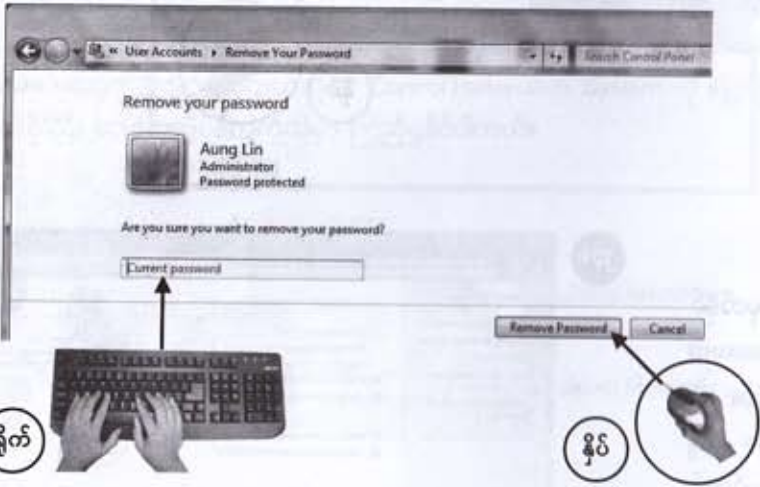 « User Accounts ▸ Remove Your Password
Search Control Panel
Remove your password
Aung Lin
Administrator
Password protected
Are you sure you want to remove your password?
Current password
Remove Password
Cancel
ရိုက်
နှိပ်